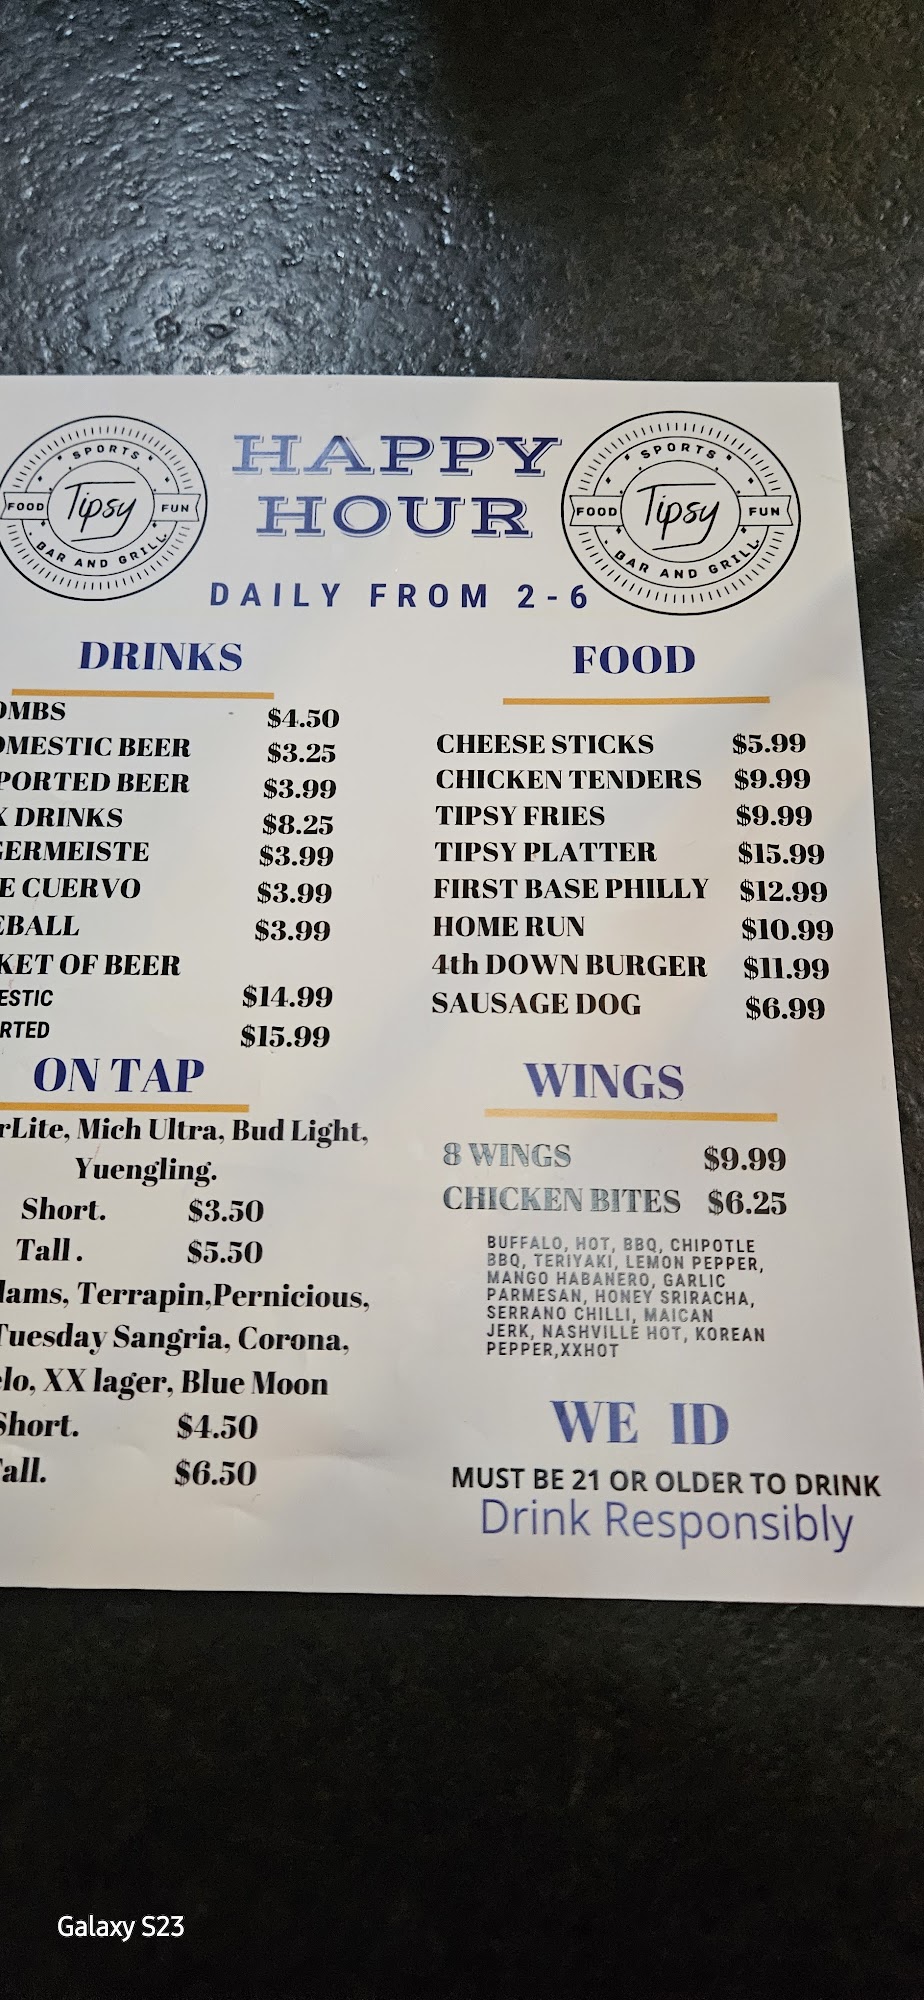 SPORTS
FOOD Tipsy FUN
BAR AND GRILL
HAPPY
HOUR
SPORTS
FOOD Tipsy FUN
BAR AND GRILL
DAILY FROM 2-6
DRINKS
OMBS $4.50
OMESTIC BEER $3.25
PORTED BEER $3.99
X DRINKS $8.25
GERMEISTE $3.99
E CUERVO $3.99
EBALL $3.99
KET OF BEER
ESTIC $14.99
RTED $15.99
ON TAP
rLite, Mich Ultra, Bud Light,
Yuengling.
Short. $3.50
Tall. $5.50
dams, Terrapin,Pernicious,
Tuesday Sangria, Corona,
elo, XX lager, Blue Moon
Short. $4.50
Tall. $6.50
FOOD
CHEESE STICKS $5.99
CHICKEN TENDERS $9.99
TIPSY FRIES $9.99
TIPSY PLATTER $15.99
FIRST BASE PHILLY $12.99
HOME RUN $10.99
4th DOWN BURGER $11.99
SAUSAGE DOG $6.99
WINGS
8 WINGS $9.99
CHICKEN BITES $6.25
BUFFALO, HOT, BBQ, CHIPOTLE
BBQ, TERIYAKI, LEMON PEPPER,
MANGO HABANERO, GARLIC
PARMESAN, HONEY SRIRACHA,
SERRANO CHILLI, MAICAN
JERK, NASHVILLE HOT, KOREAN
PEPPER,XXHOT
WE ID
MUST BE 21 OR OLDER TO DRINK
Drink Responsibly
Galaxy S23